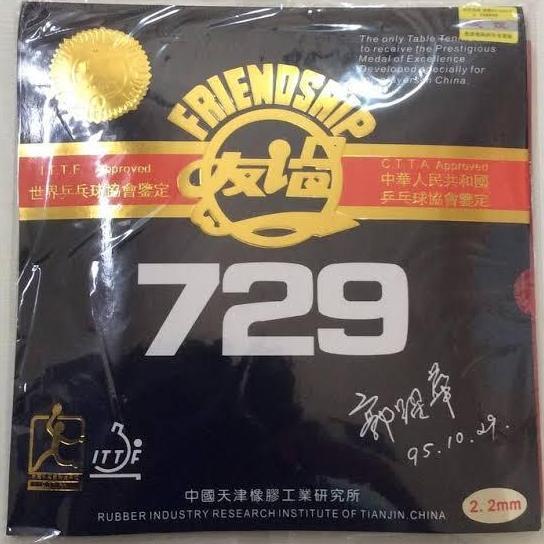 The only Table Tennis
to receive the Prestigious
Medal of Excellence
Developed specially for
players in China.
FRIENDSHIP
友谊
I.T.T.F. Approved
世界乒乓球協會鑒定
C.T.T.A. Approved
中華人民共和國
乒乓球協會鑒定
729
郭躍華
95.10.29.
ITTF
中國天津橡膠工業研究所
RUBBER INDUSTRY RESEARCH INSTITUTE OF TIANJIN.CHINA
2.2mm